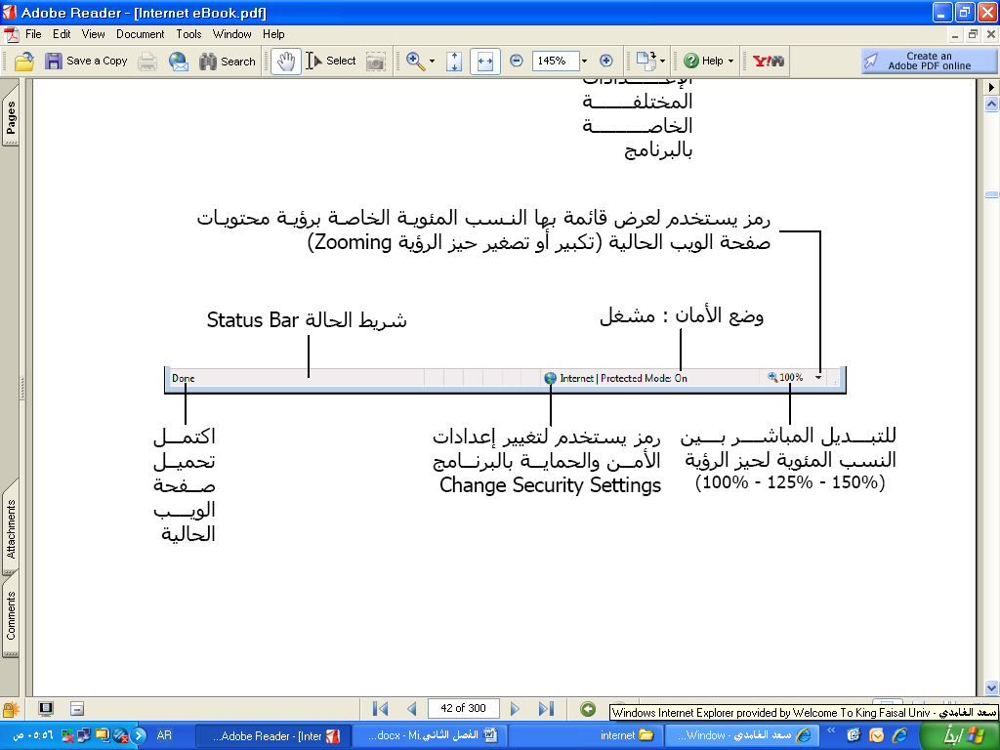 Adobe Reader - [Internet eBook.pdf]
File Edit View Document Tools Window Help
Save a Copy Search Select 145% Help Y! Create an
Adobe PDF online
Pages
الإعدادات
المختلفة
الخاصة
بالبرنامج
رمز يستخدم لعرض قائمة بها النسب المئوية الخاصة برؤية محتويات
صفحة الويب الحالية (تكبير أو تصغير حيز الرؤية Zooming)
شريط الحالة Status Bar
وضع الأمان : مشغل
Done Internet | Protected Mode: On 100%
اكتمل
تحميل
صفحة
الويب
الحالية
رمز يستخدم لتغيير إعدادات
الأمن والحماية بالبرنامج
Change Security Settings
للتبديل المباشر بين
النسب المئوية لحيز الرؤية
(100% - 125% - 150%)
Attachments
Comments
42 of 300
Windows Internet Explorer provided by Welcome To King Faisal Univ - سعد الغامدي
ابدأ
سعد الغامدي - Window...
internet
الفصل الثاني.docx - Mi...
Adobe Reader - [Inter...
AR
٠٥:٥٦ ص